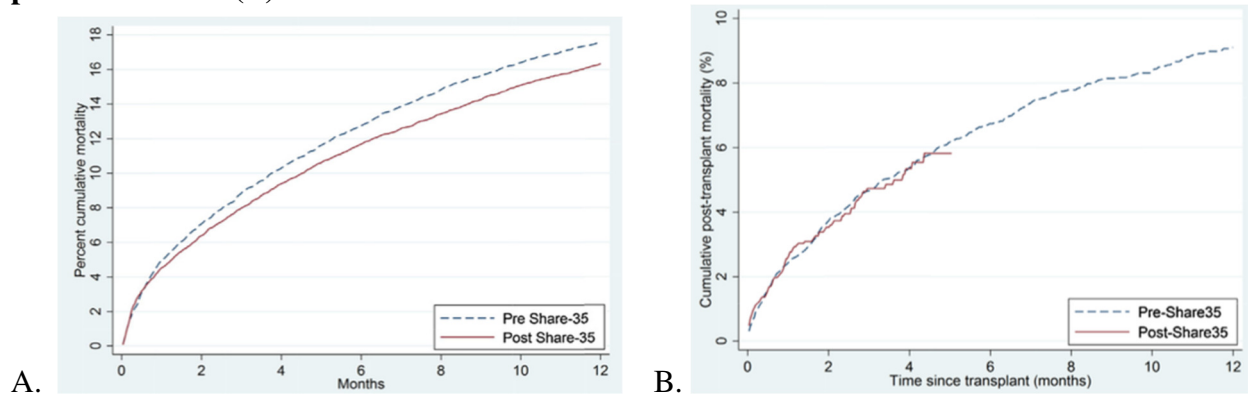 Percent cumulative mortality
18
16
14
12
10
8
6
4
2
0
0 2 4 6 8 10 12
Months
Pre Share-35
Post Share-35
A.
Cumulative post-transplant mortality (%)
10
8
6
4
2
0
0 2 4 6 8 10 12
Time since transplant (months)
Pre-Share35
Post-Share35
B.